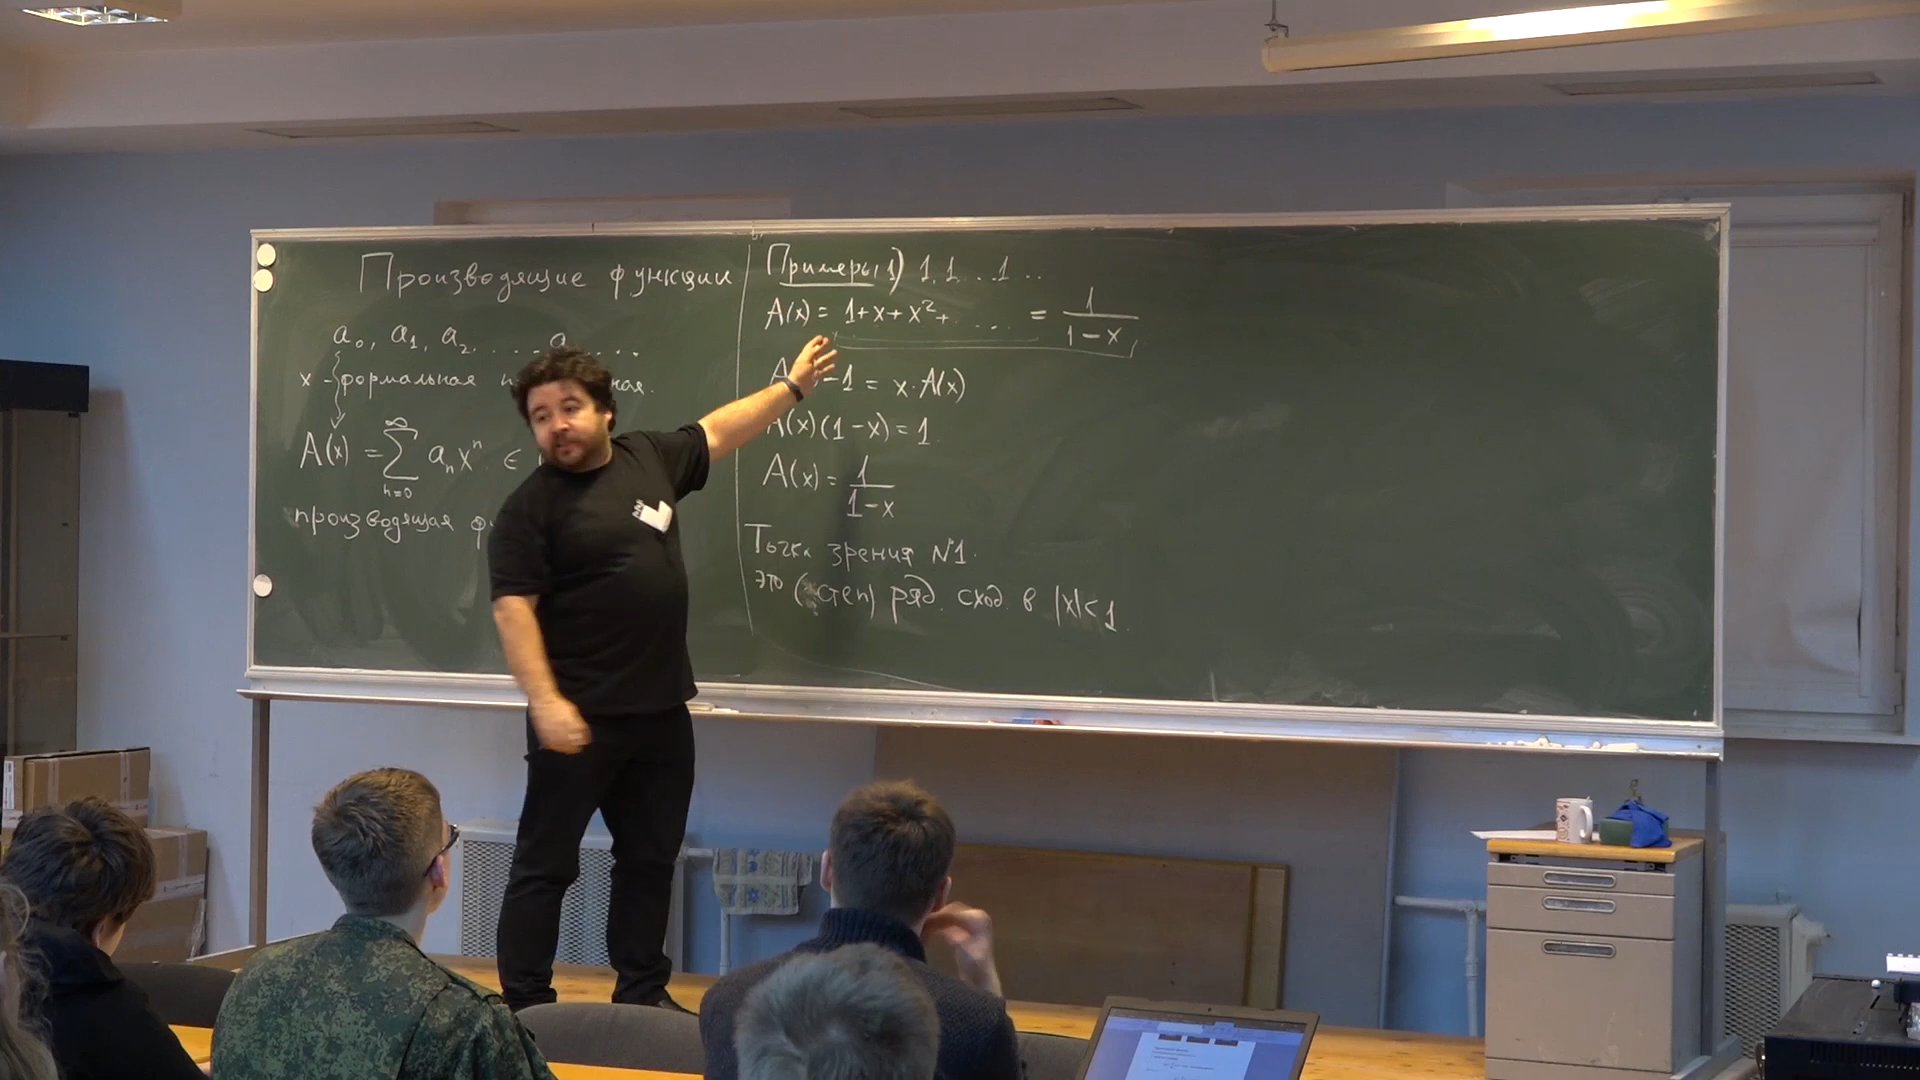 Производящие функции
a₀, a₁, a₂ . . . . a . . .
x - формальная
A(x) = ∑ aₙxⁿ ∈
n=0 ∞
производящая ф
Примеры 1) 1, 1, . . 1 . .
A(x) = 1 + x + x² + . . . . = 1/(1-x)
-1 = x·A(x)
A(x)(1-x) = 1.
A(x) = 1/(1-x)
Точка зрения №1.
это (степ) ряд. сход. в |x|<1.